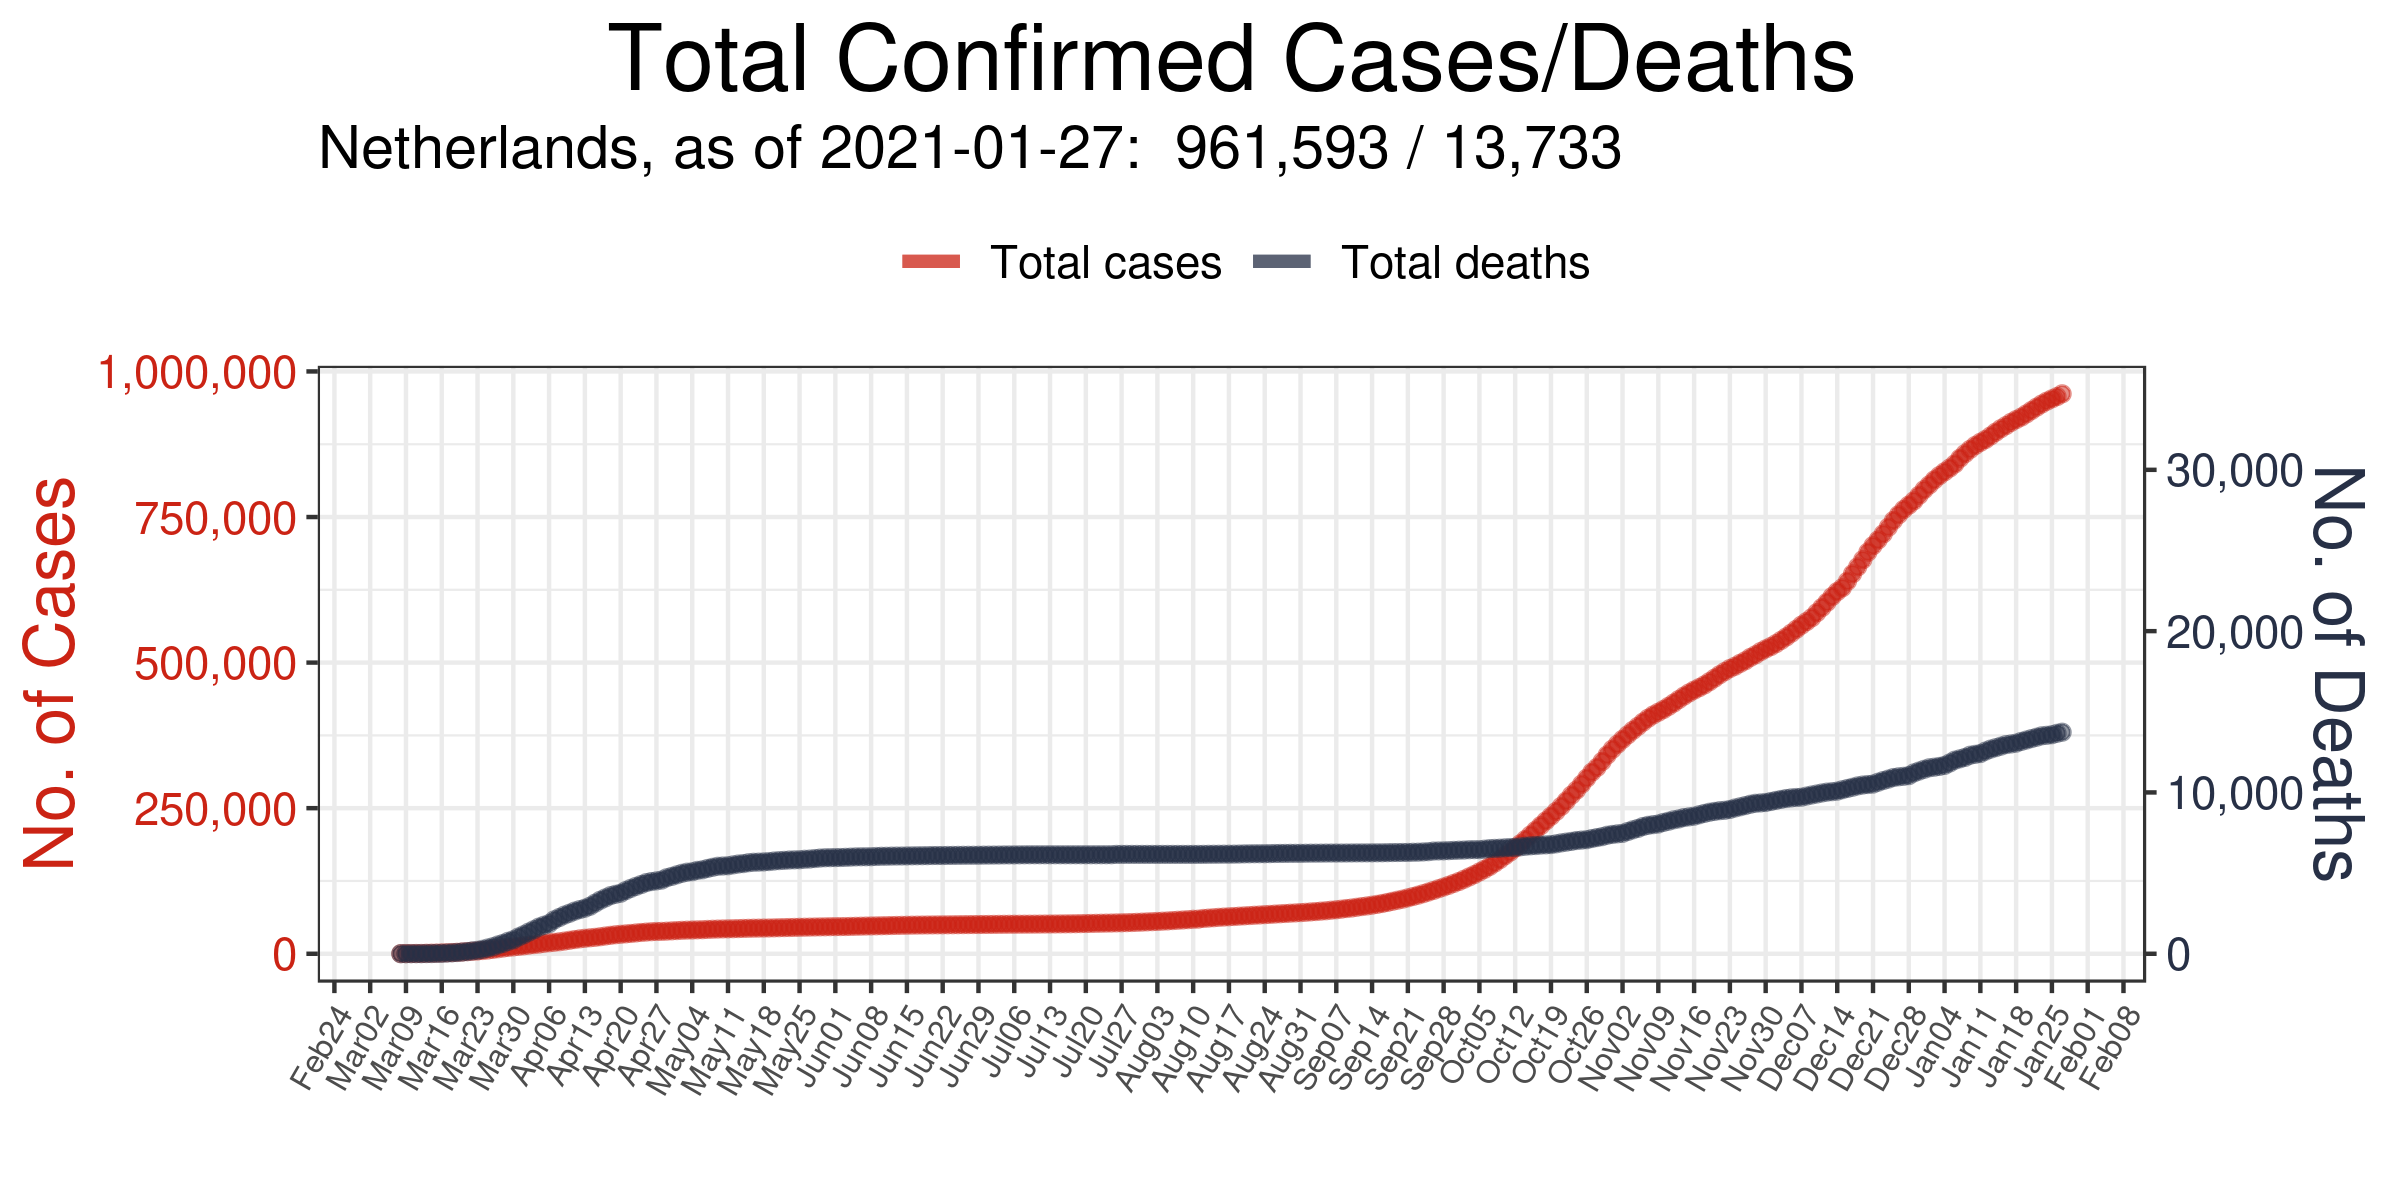 Total Confirmed Cases/Deaths
Netherlands, as of 2021-01-27:  961,593 / 13,733
Total cases
Total deaths
No. of Cases
1,000,000
750,000
500,000
250,000
0
30,000
20,000
10,000
0
No. of Deaths
Feb24
Mar02
Mar09
Mar16
Mar23
Mar30
Apr06
Apr13
Apr20
Apr27
May04
May11
May18
May25
Jun01
Jun08
Jun15
Jun22
Jun29
Jul06
Jul13
Jul20
Jul27
Aug03
Aug10
Aug17
Aug24
Aug31
Sep07
Sep14
Sep21
Sep28
Oct05
Oct12
Oct19
Oct26
Nov02
Nov09
Nov16
Nov23
Nov30
Dec07
Dec14
Dec21
Dec28
Jan04
Jan11
Jan18
Jan25
Feb01
Feb08